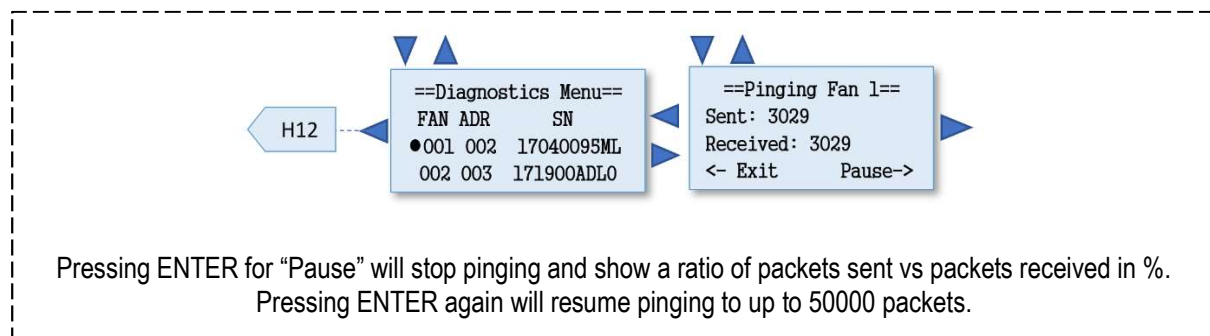 H12
==Diagnostics Menu==
FAN ADR SN
●001 002 17040095ML
002 003 171900ADL0
==Pinging Fan 1==
Sent: 3029
Received: 3029
<- Exit Pause->
Pressing ENTER for “Pause” will stop pinging and show a ratio of packets sent vs packets received in %.
Pressing ENTER again will resume pinging to up to 50000 packets.